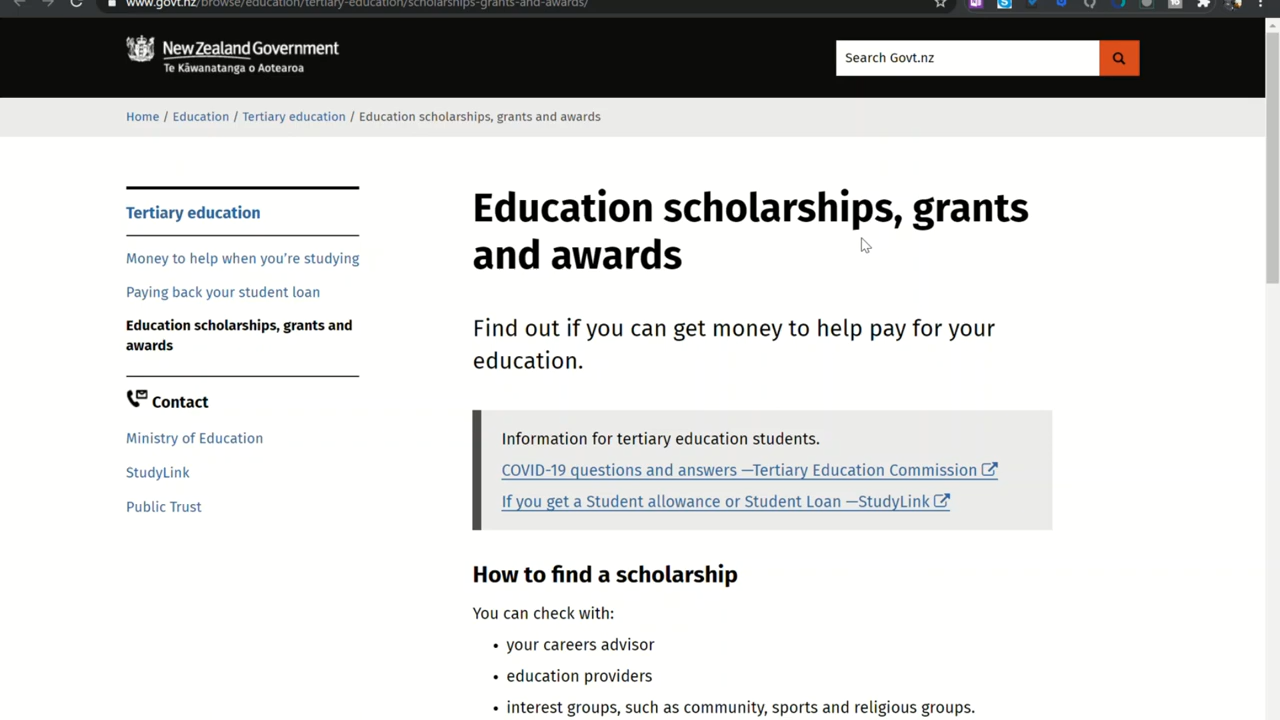 www.govt.nz/browse/education/tertiary-education/scholarships-grants-and-awards/
New Zealand Government
Te Kāwanatanga o Aotearoa
Search Govt.nz
Home / Education / Tertiary education / Education scholarships, grants and awards
Tertiary education
Money to help when you’re studying
Paying back your student loan
Education scholarships, grants and
awards
Contact
Ministry of Education
StudyLink
Public Trust
Education scholarships, grants
and awards
Find out if you can get money to help pay for your
education.
Information for tertiary education students.
COVID-19 questions and answers —Tertiary Education Commission
If you get a Student allowance or Student Loan —StudyLink
How to find a scholarship
You can check with:
• your careers advisor
• education providers
• interest groups, such as community, sports and religious groups.